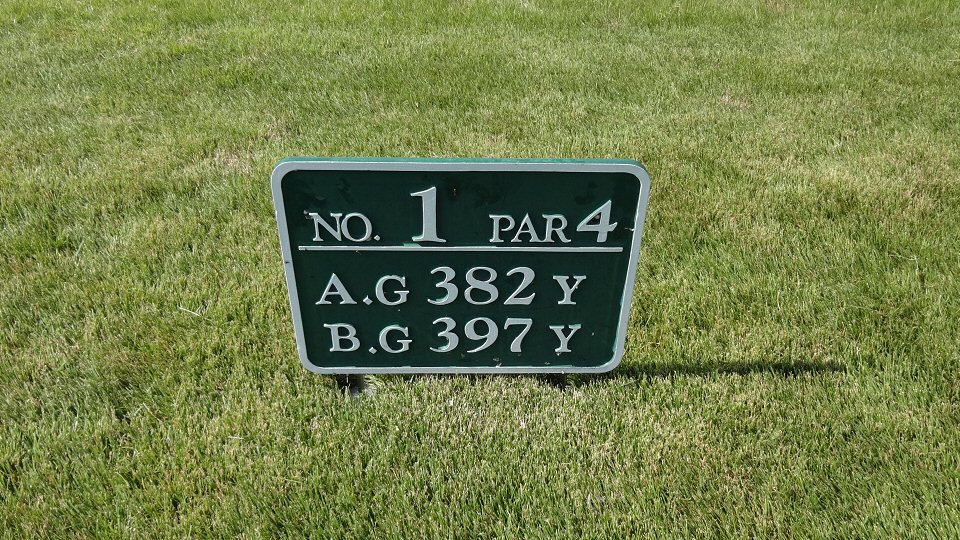 NO. 1 PAR 4
A.G 382 Y
B.G 397 Y